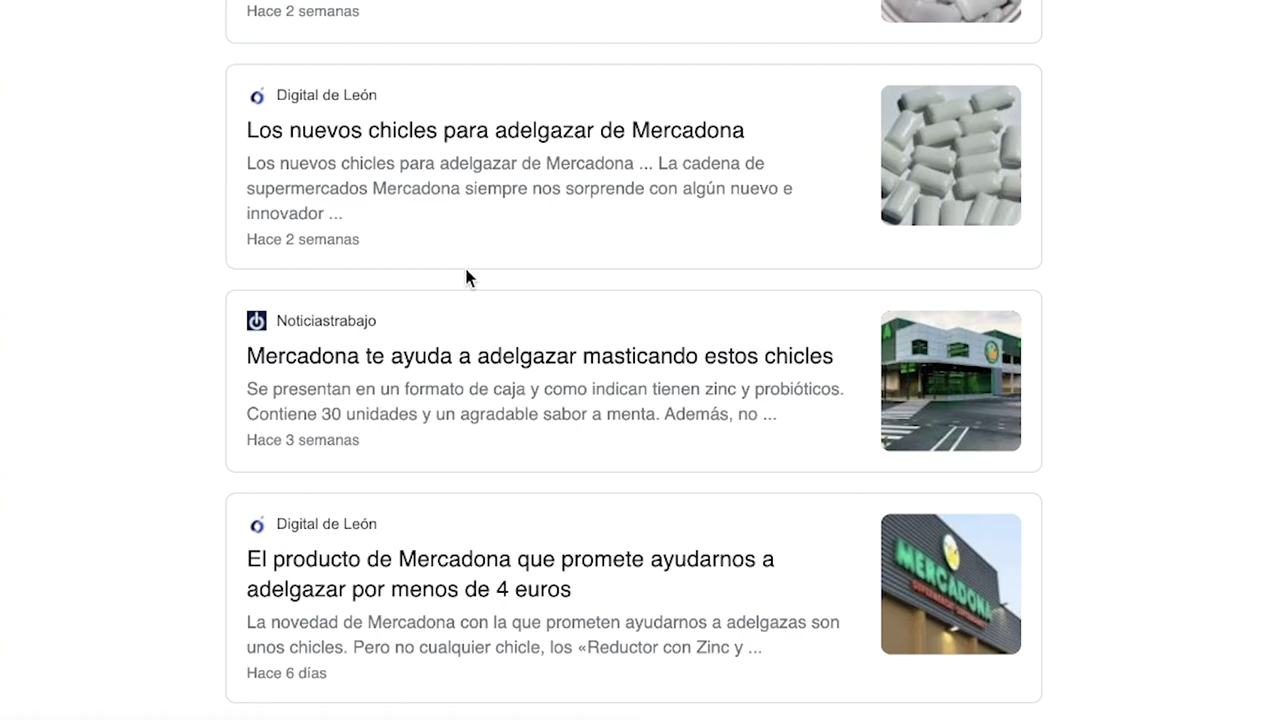 Hace 2 semanas
Digital de León
Los nuevos chicles para adelgazar de Mercadona
Los nuevos chicles para adelgazar de Mercadona ... La cadena de
supermercados Mercadona siempre nos sorprende con algún nuevo e
innovador ...
Hace 2 semanas
Noticiastrabajo
Mercadona te ayuda a adelgazar masticando estos chicles
Se presentan en un formato de caja y como indican tienen zinc y probióticos.
Contiene 30 unidades y un agradable sabor a menta. Además, no ...
Hace 3 semanas
Digital de León
El producto de Mercadona que promete ayudarnos a
adelgazar por menos de 4 euros
MERCADONA
La novedad de Mercadona con la que prometen ayudarnos a adelgazas son
unos chicles. Pero no cualquier chicle, los «Reductor con Zinc y ...
Hace 6 días